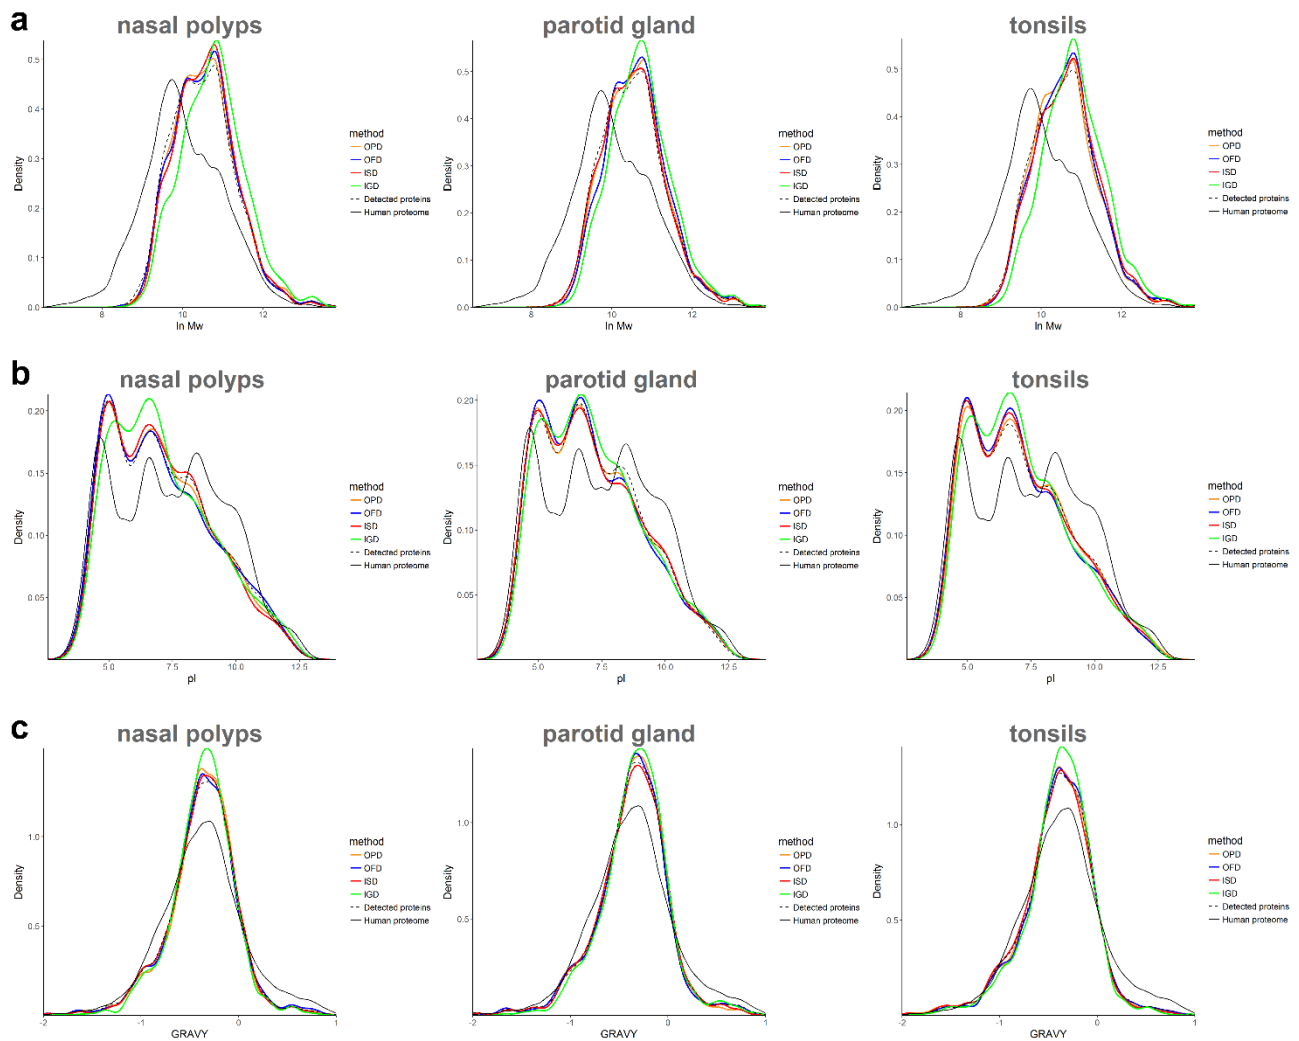 a
nasal polyps
0.5
0.4
0.3
0.2
0.1
0.0
Density
8
10
12
ln Mw
method
OPD
OFD
ISD
IGD
Detected proteins
Human proteome
parotid gland
0.5
0.4
0.3
0.2
0.1
0.0
Density
8
10
12
ln Mw
method
OPD
OFD
ISD
IGD
Detected proteins
Human proteome
tonsils
0.5
0.4
0.3
0.2
0.1
0.0
Density
8
10
12
ln Mw
method
OPD
OFD
ISD
IGD
Detected proteins
Human proteome
b
nasal polyps
0.20
0.15
0.10
0.05
Density
5.0
7.5
10.0
12.5
pI
method
OPD
OFD
ISD
IGD
Detected proteins
Human proteome
parotid gland
0.20
0.15
0.10
0.05
Density
5.0
7.5
10.0
12.5
pI
method
OPD
OFD
ISD
IGD
Detected proteins
Human proteome
tonsils
0.20
0.15
0.10
0.05
Density
5.0
7.5
10.0
12.5
pI
method
OPD
OFD
ISD
IGD
Detected proteins
Human proteome
c
nasal polyps
1.0
0.5
Density
-2
-1
0
1
GRAVY
method
OPD
OFD
ISD
IGD
Detected proteins
Human proteome
parotid gland
1.0
0.5
Density
-2
-1
0
1
GRAVY
method
OPD
OFD
ISD
IGD
Detected proteins
Human proteome
tonsils
1.0
0.5
Density
-2
-1
0
1
GRAVY
method
OPD
OFD
ISD
IGD
Detected proteins
Human proteome